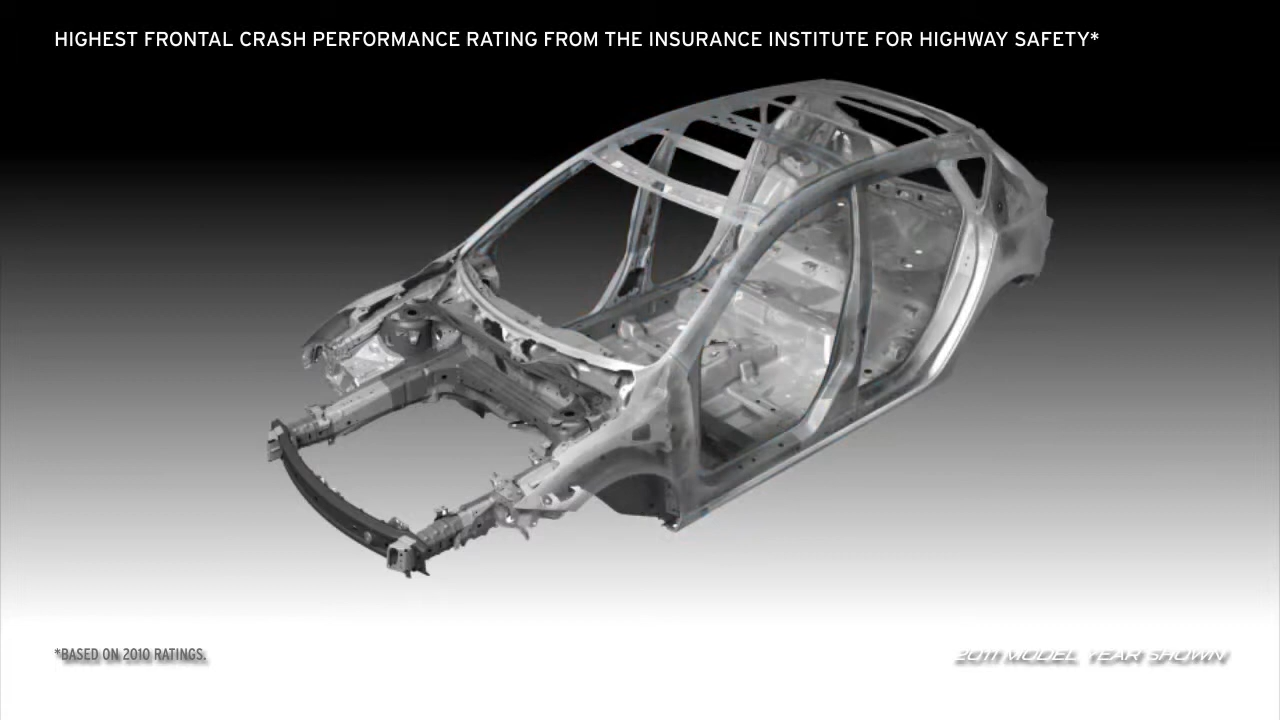 HIGHEST FRONTAL CRASH PERFORMANCE RATING FROM THE INSURANCE INSTITUTE FOR HIGHWAY SAFETY*
*BASED ON 2010 RATINGS.
2011 MODEL YEAR SHOWN